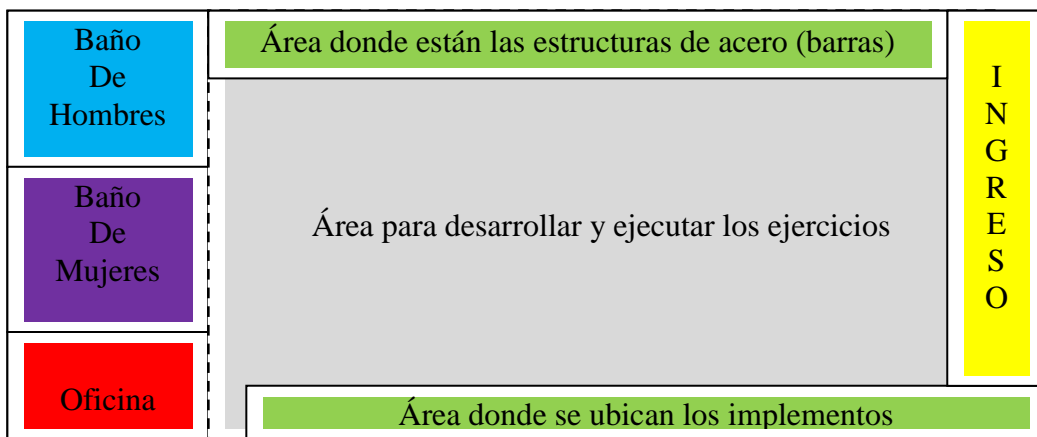 Baño
De
Hombres
Área donde están las estructuras de acero (barras)
I
N
G
R
E
S
O
Baño
De
Mujeres
Área para desarrollar y ejecutar los ejercicios
Oficina
Área donde se ubican los implementos